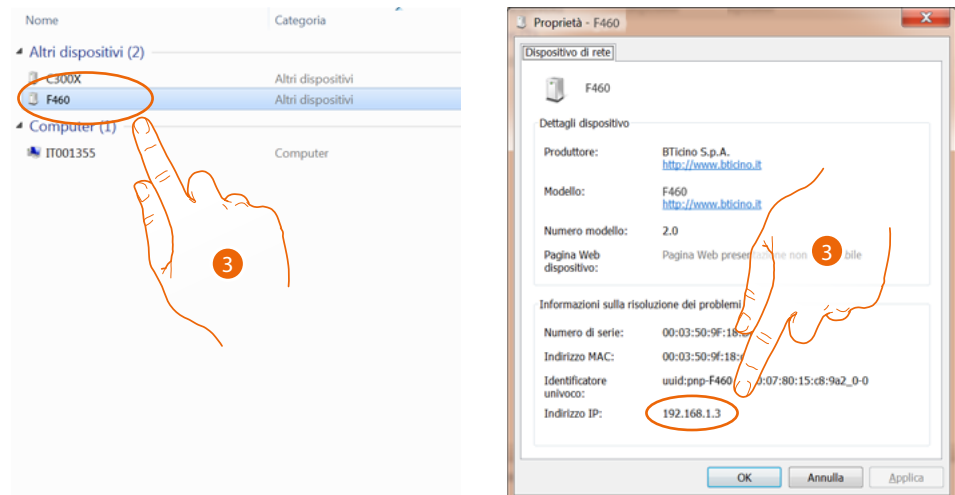 Nome Categoria
Altri dispositivi (2)
C300X Altri dispositivi
F460 Altri dispositivi
Computer (1)
IT001355 Computer
3
Proprietà - F460
Dispositivo di rete
F460
Dettagli dispositivo
Produttore: BTicino S.p.A.
http://www.bticino.it
Modello: F460
http://www.bticino.it
Numero modello: 2.0
Pagina Web dispositivo: Pagina Web presentazione non
3
Informazioni sulla risoluzione dei problemi
Numero di serie: 00:03:50:9F:18:
Indirizzo MAC: 00:03:50:9f:18:
Identificatore univoco: uuid:pnp-F460 0:07:80:15:c8:9a2_0-0
Indirizzo IP: 192.168.1.3
3
OK Annulla Applica